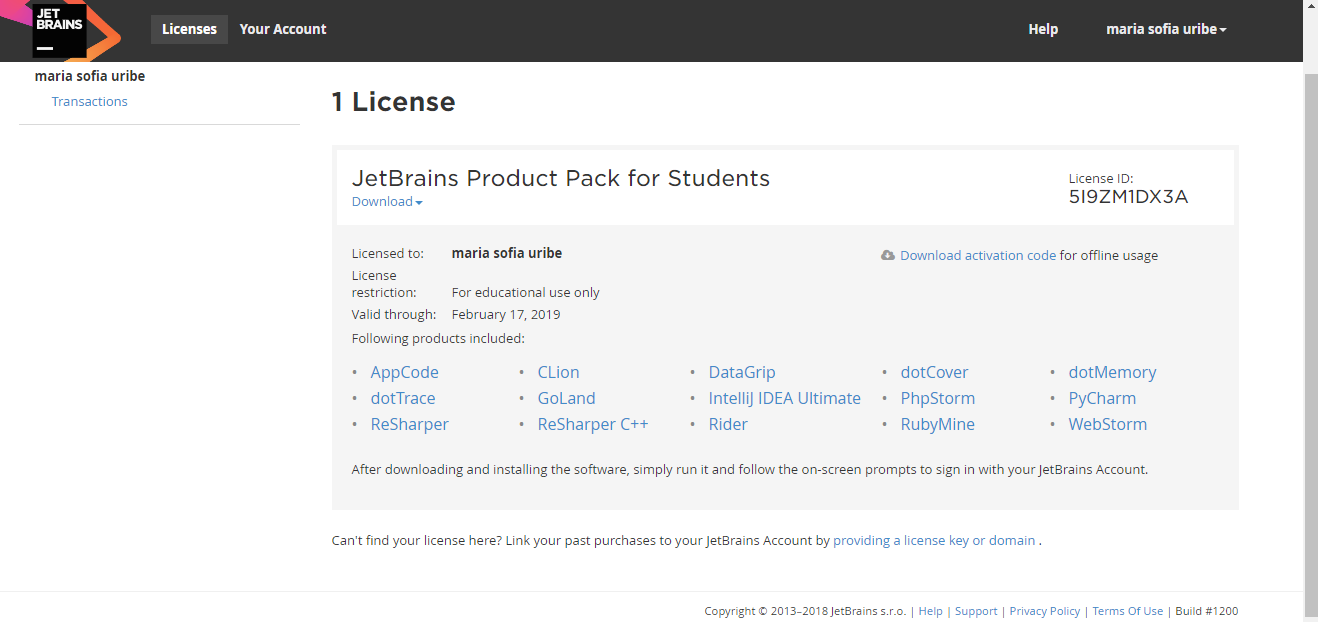 JET
BRAINS
Licenses Your Account Help maria sofia uribe
maria sofia uribe
Transactions
1 License
JetBrains Product Pack for Students
Download
License ID:
5I9ZM1DX3A
Licensed to: maria sofia uribe
Download activation code for offline usage
License
restriction: For educational use only
Valid through: February 17, 2019
Following products included:
• AppCode • CLion • DataGrip • dotCover • dotMemory
• dotTrace • GoLand • IntelliJ IDEA Ultimate • PhpStorm • PyCharm
• ReSharper • ReSharper C++ • Rider • RubyMine • WebStorm
After downloading and installing the software, simply run it and follow the on-screen prompts to sign in with your JetBrains Account.
Can't find your license here? Link your past purchases to your JetBrains Account by providing a license key or domain .
Copyright © 2013–2018 JetBrains s.r.o. | Help | Support | Privacy Policy | Terms Of Use | Build #1200